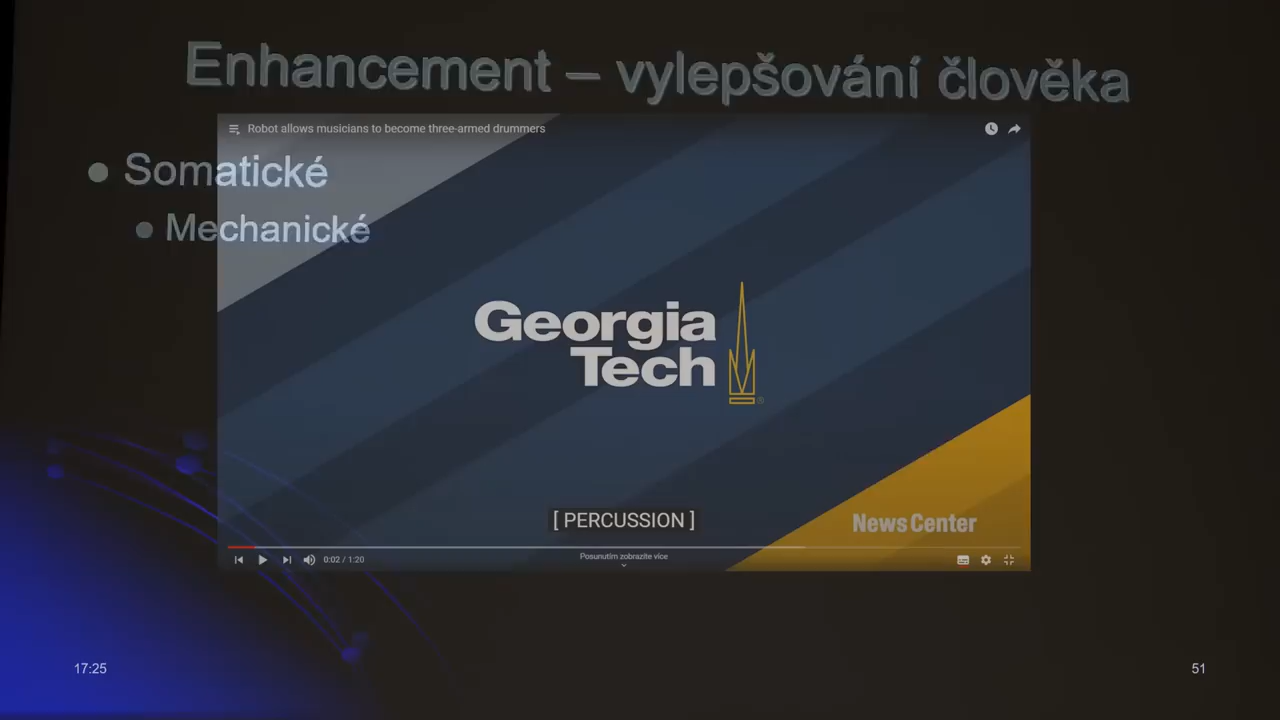 Enhancement – vylepšování člověka
Robot allows musicians to become three-armed drummers
Somatické
Mechanické
Georgia
Tech
[ PERCUSSION ]
News Center
0:02 / 1:20
Posunutím zobrazíte více
17:25
51